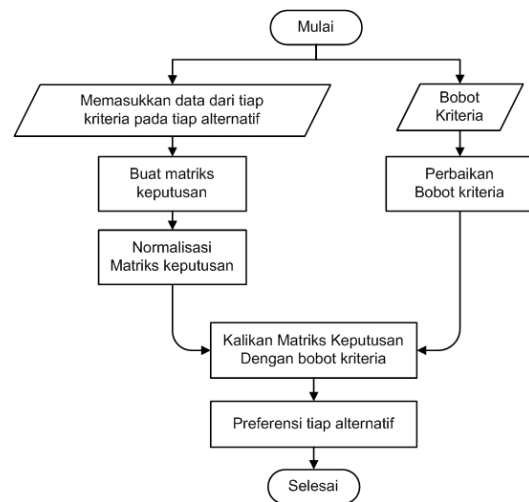 Mulai
Memasukkan data dari tiap
kriteria pada tiap alternatif
Bobot
Kriteria
Buat matriks
keputusan
Perbaikan
Bobot kriteria
Normalisasi
Matriks keputusan
Kalikan Matriks Keputusan
Dengan bobot kriteria
Preferensi tiap alternatif
Selesai